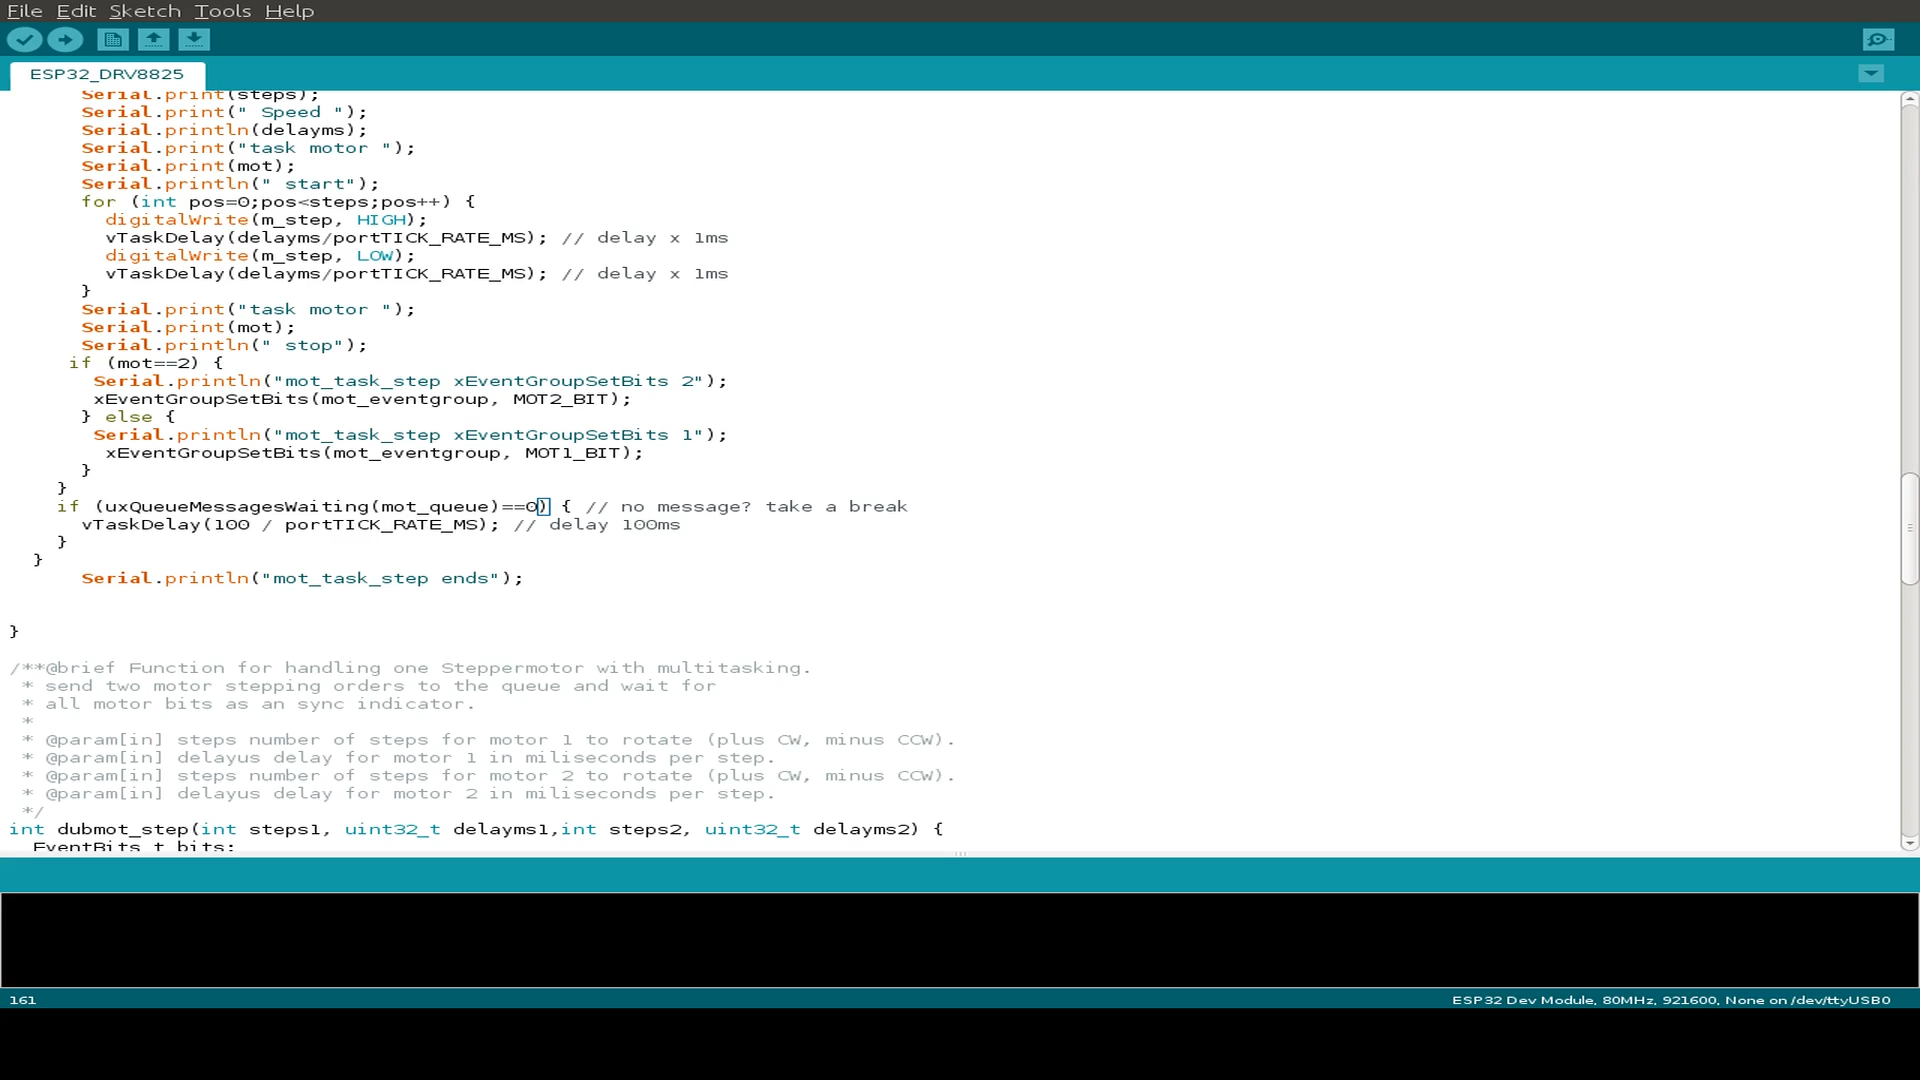 File Edit Sketch Tools Help
ESP32_DRV8825
Serial.print(steps);
Serial.print(" Speed ");
Serial.println(delayms);
Serial.print("task motor ");
Serial.print(mot);
Serial.println(" start");
for (int pos=0;pos<steps;pos++) {
digitalWrite(m_step, HIGH);
vTaskDelay(delayms/portTICK_RATE_MS); // delay x 1ms
digitalWrite(m_step, LOW);
vTaskDelay(delayms/portTICK_RATE_MS); // delay x 1ms
}
Serial.print("task motor ");
Serial.print(mot);
Serial.println(" stop");
if (mot==2) {
Serial.println("mot_task_step xEventGroupSetBits 2");
xEventGroupSetBits(mot_eventgroup, MOT2_BIT);
} else {
Serial.println("mot_task_step xEventGroupSetBits 1");
xEventGroupSetBits(mot_eventgroup, MOT1_BIT);
}
}
if (uxQueueMessagesWaiting(mot_queue)==0) { // no message? take a break
vTaskDelay(100 / portTICK_RATE_MS); // delay 100ms
}
}
Serial.println("mot_task_step ends");
}
/**@brief Function for handling one Steppermotor with multitasking.
* send two motor stepping orders to the queue and wait for
* all motor bits as an sync indicator.
*
* @param[in] steps number of steps for motor 1 to rotate (plus CW, minus CCW).
* @param[in] delayus delay for motor 1 in miliseconds per step.
* @param[in] steps number of steps for motor 2 to rotate (plus CW, minus CCW).
* @param[in] delayus delay for motor 2 in miliseconds per step.
*/
int dubmot_step(int steps1, uint32_t delayms1,int steps2, uint32_t delayms2) {
EventBits_t bits;
161
ESP32 Dev Module, 80MHz, 921600, None on /dev/ttyUSB0